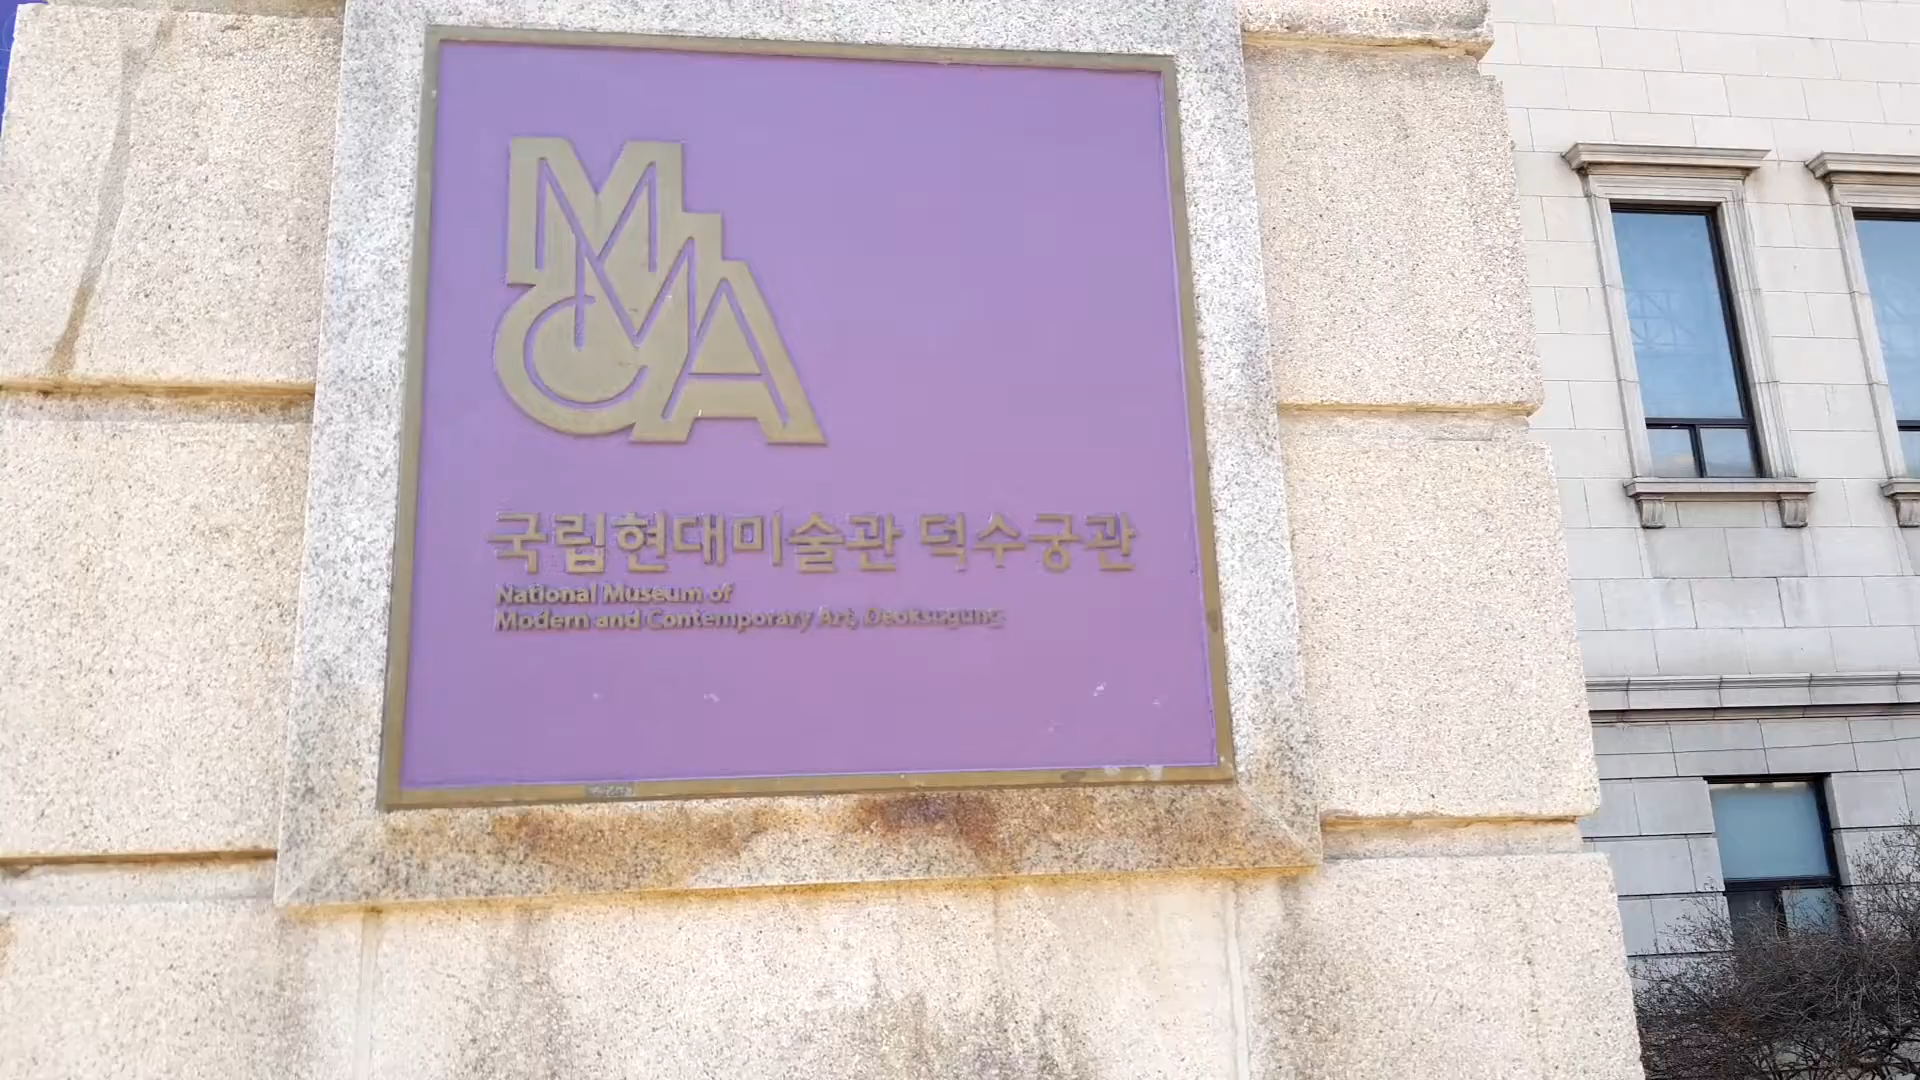 MMCA
국립현대미술관 덕수궁관
National Museum of
Modern and Contemporary Art, Deoksugung